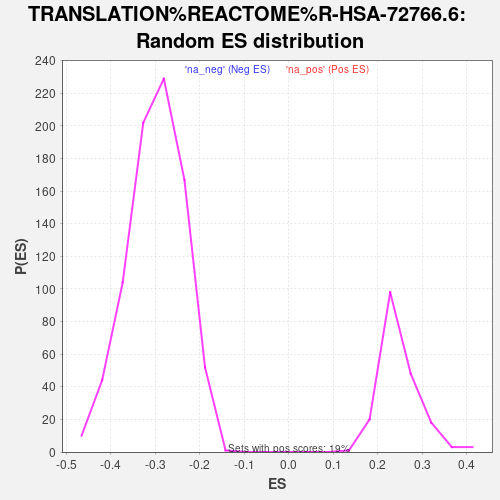 TRANSLATION%REACTOME%R-HSA-72766.6:
Random ES distribution
'na_neg' (Neg ES) 'na_pos' (Pos ES)
240
220
200
180
160
140
120
100
80
60
40
20
0
P(ES)
Sets with pos scores: 19%
-0.5 -0.4 -0.3 -0.2 -0.1 0.0 0.1 0.2 0.3 0.4
ES